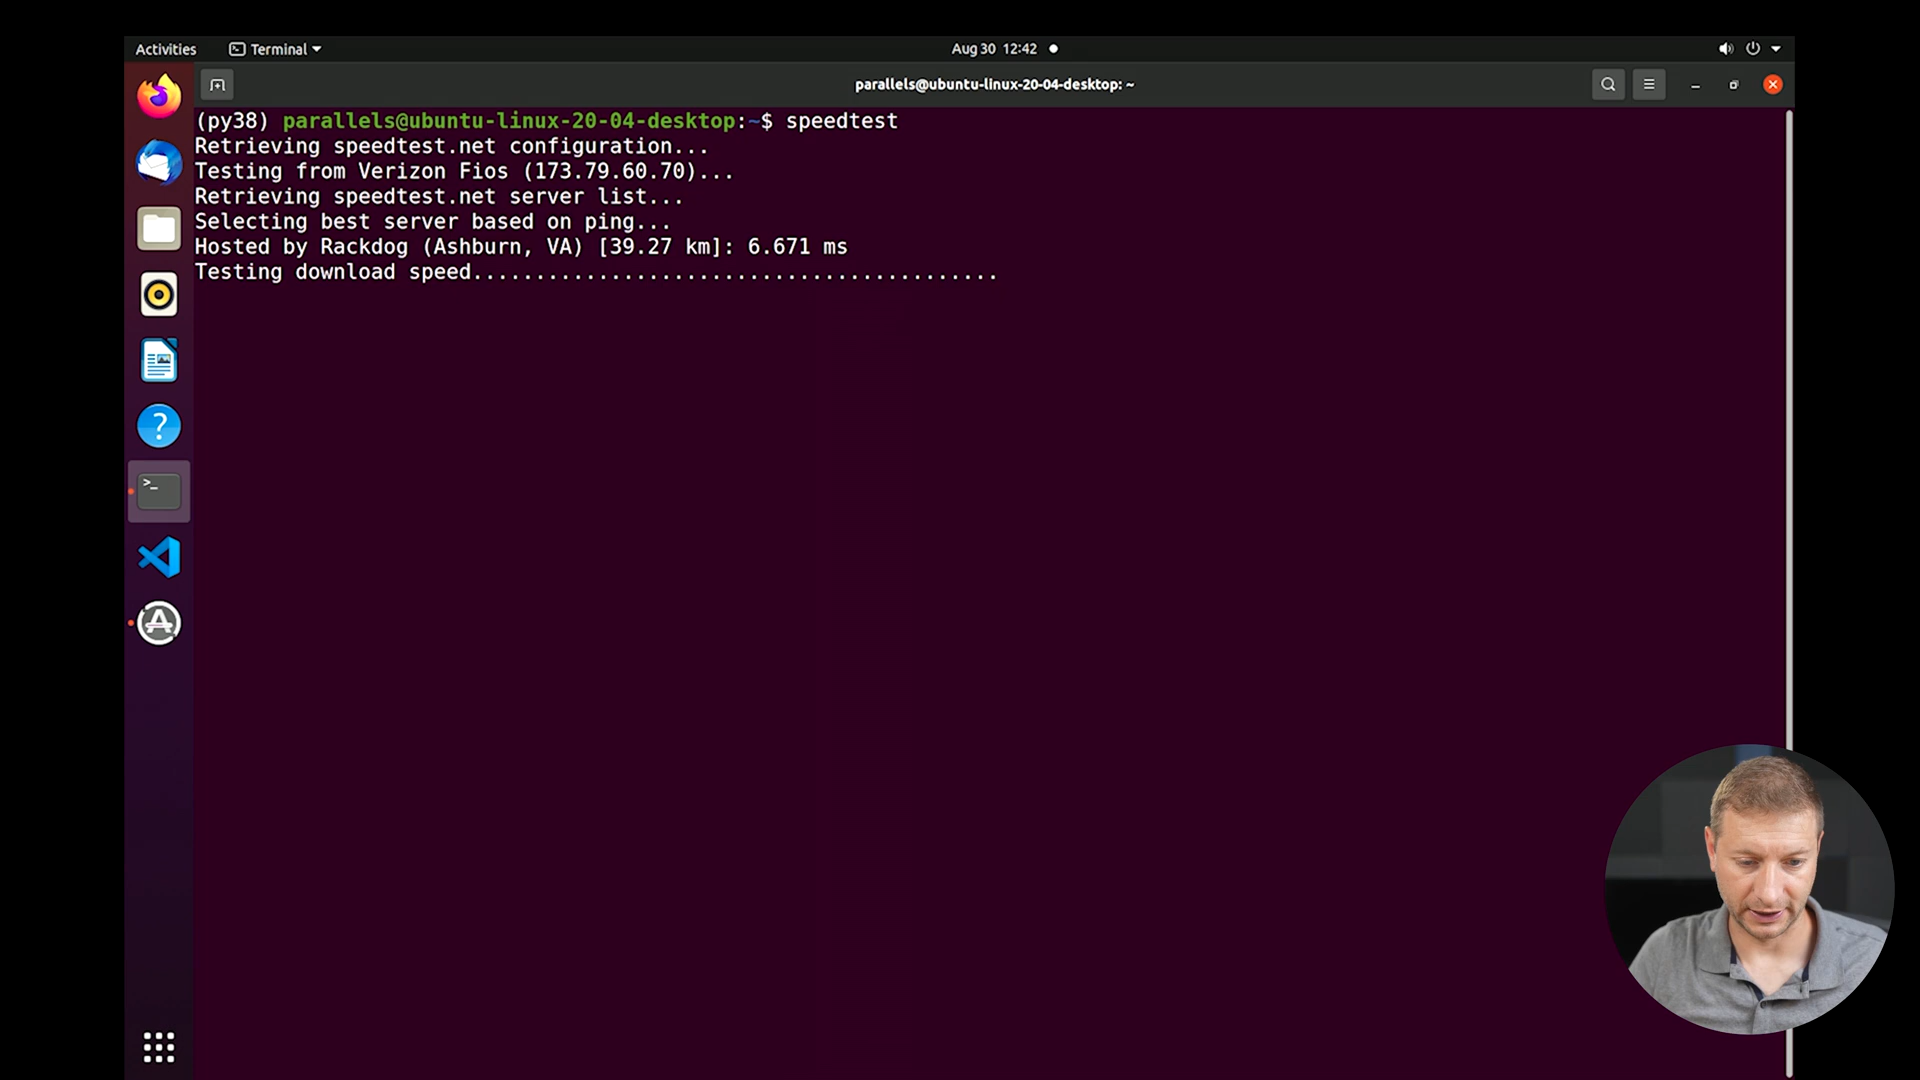 Activities Terminal Aug 30 12:42
parallels@ubuntu-linux-20-04-desktop: ~
(py38) parallels@ubuntu-linux-20-04-desktop:~$ speedtest
Retrieving speedtest.net configuration...
Testing from Verizon Fios (173.79.60.70)...
Retrieving speedtest.net server list...
Selecting best server based on ping...
Hosted by Rackdog (Ashburn, VA) [39.27 km]: 6.671 ms
Testing download speed..........................................